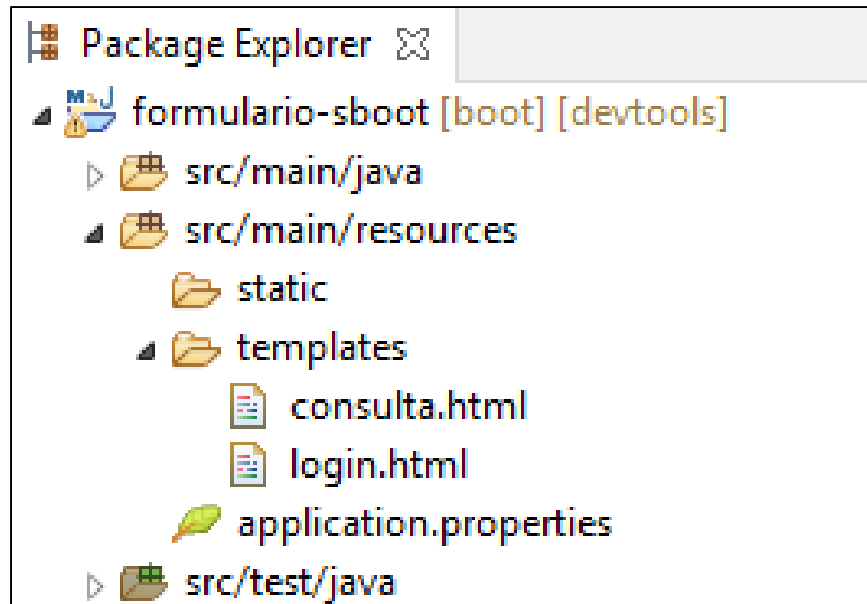 Package Explorer
formulario-sboot [boot] [devtools]
src/main/java
src/main/resources
static
templates
consulta.html
login.html
application.properties
src/test/java